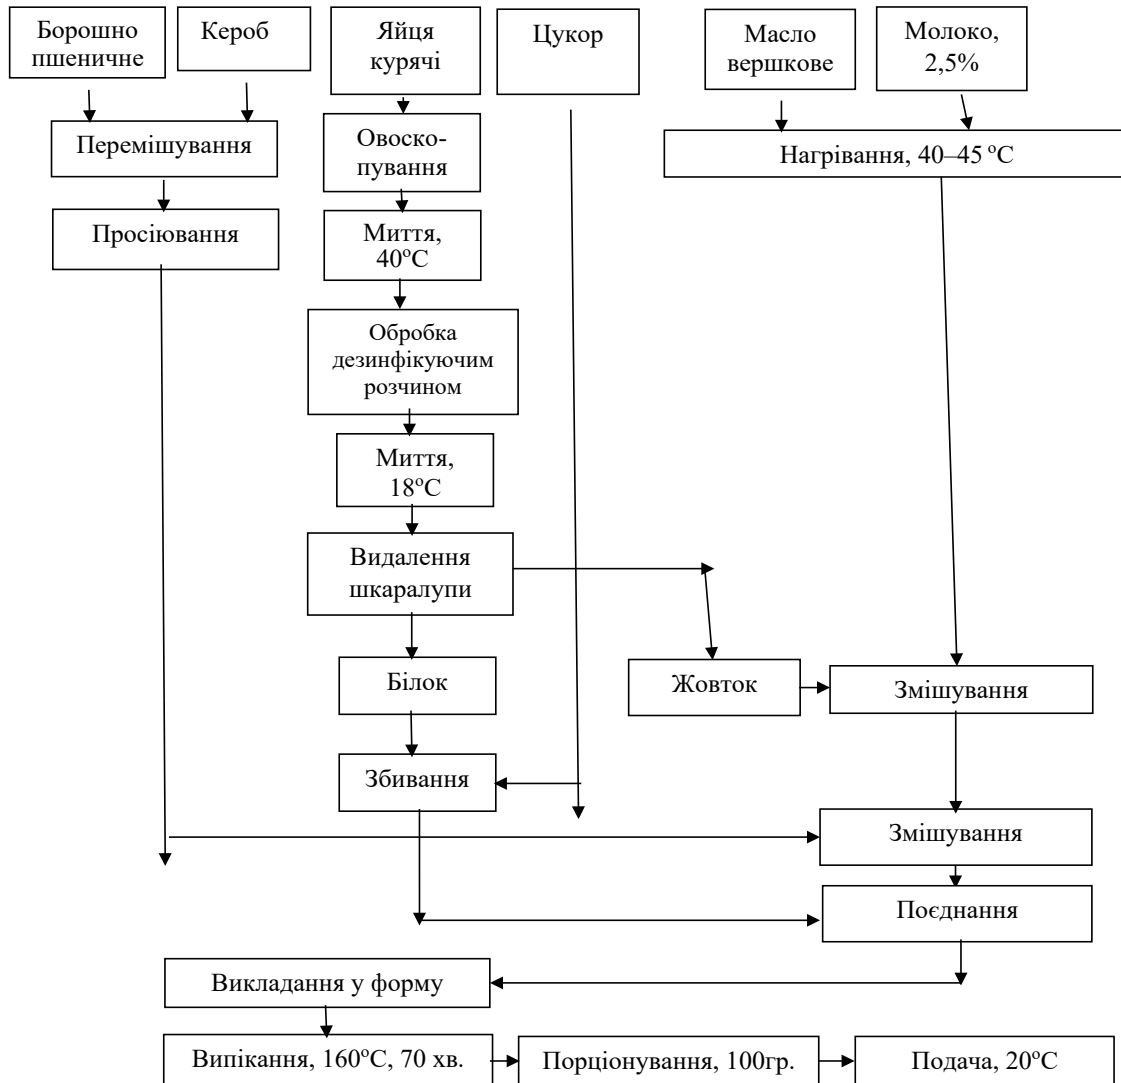 Борошно
пшеничне
Кероб
Яйця
курячі
Цукор
Масло
вершкове
Молоко,
2,5%
Перемішування
Овоско-
пування
Нагрівання, 40–45 ºС
Просіювання
Миття,
40ºС
Обробка
дезинфікуючим
розчином
Миття,
18ºС
Видалення
шкаралупи
Білок
Жовток
Змішування
Збивання
Змішування
Поєднання
Викладання у форму
Випікання, 160ºС, 70 хв.
Порціонування, 100гр.
Подача, 20ºС